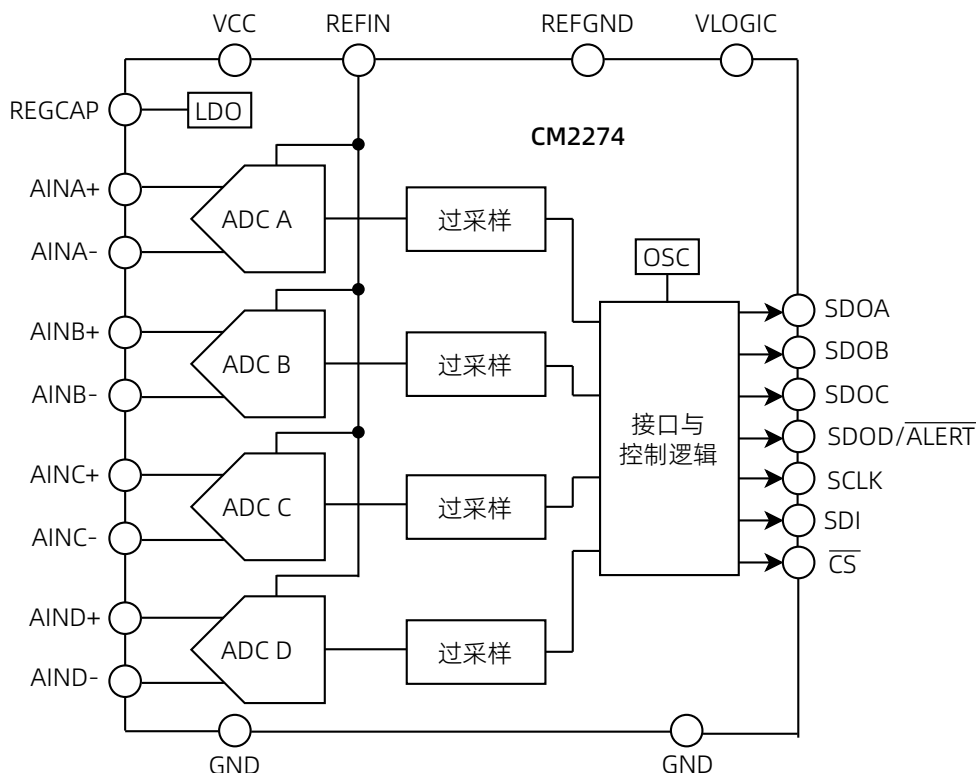 VCC
REFIN
REFGND
VLOGIC
REGCAP
LDO
CM2274
AINA+
ADC A
过采样
AINA-
OSC
AINB+
ADC B
过采样
AINB-
SDOA
SDOB
SDOC
接口与
控制逻辑
SDOD/ALERT
SCLK
SDI
CS
AINC+
ADC C
过采样
AINC-
AIND+
ADC D
过采样
AIND-
GND
GND